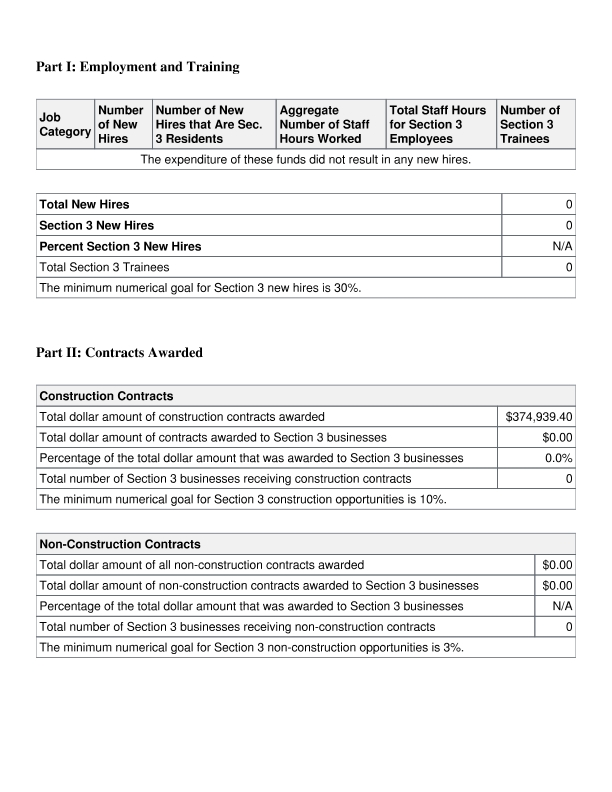 Part I: Employment and Training
Job Category Number of New Hires Number of New Hires that Are Sec. 3 Residents Aggregate Number of Staff Hours Worked Total Staff Hours for Section 3 Employees Number of Section 3 Trainees
The expenditure of these funds did not result in any new hires.
Total New Hires 0
Section 3 New Hires 0
Percent Section 3 New Hires N/A
Total Section 3 Trainees 0
The minimum numerical goal for Section 3 new hires is 30%.
Part II: Contracts Awarded
Construction Contracts
Total dollar amount of construction contracts awarded $374,939.40
Total dollar amount of contracts awarded to Section 3 businesses $0.00
Percentage of the total dollar amount that was awarded to Section 3 businesses 0.0%
Total number of Section 3 businesses receiving construction contracts 0
The minimum numerical goal for Section 3 construction opportunities is 10%.
Non-Construction Contracts
Total dollar amount of all non-construction contracts awarded $0.00
Total dollar amount of non-construction contracts awarded to Section 3 businesses $0.00
Percentage of the total dollar amount that was awarded to Section 3 businesses N/A
Total number of Section 3 businesses receiving non-construction contracts 0
The minimum numerical goal for Section 3 non-construction opportunities is 3%.